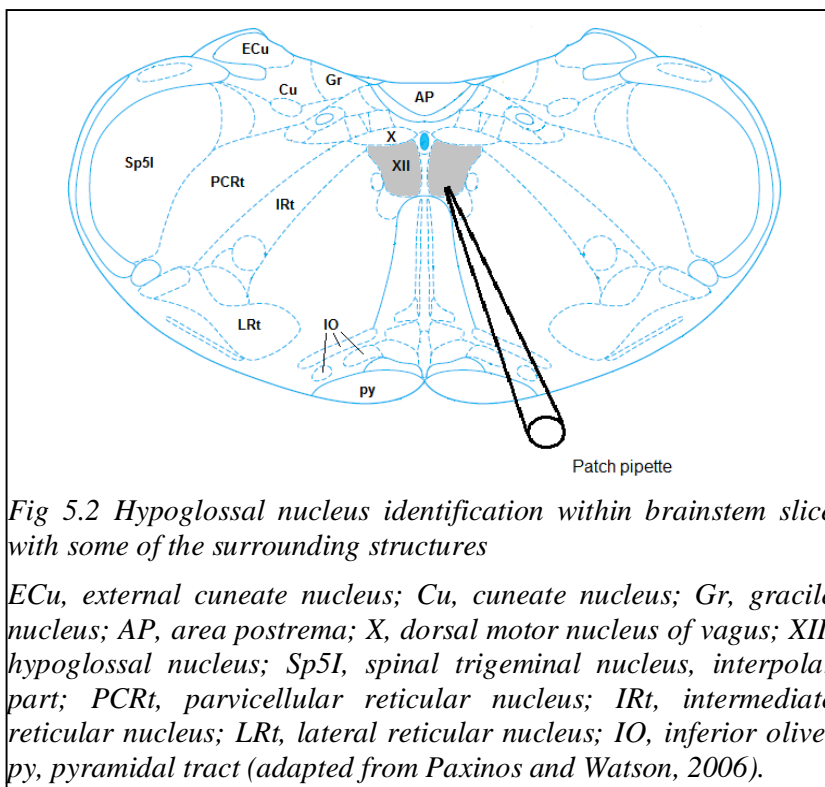 ECu
Gr
Cu
AP
X
XII
Sp5I
PCRt
IRt
LRt
IO
py
Patch pipette
Fig 5.2 Hypoglossal nucleus identification within brainstem slice
with some of the surrounding structures
ECu, external cuneate nucleus; Cu, cuneate nucleus; Gr, gracile
nucleus; AP, area postrema; X, dorsal motor nucleus of vagus; XII
hypoglossal nucleus; Sp5I, spinal trigeminal nucleus, interpolar
part; PCRt, parvicellular reticular nucleus; IRt, intermediate
reticular nucleus; LRt, lateral reticular nucleus; IO, inferior olive
py, pyramidal tract (adapted from Paxinos and Watson, 2006).